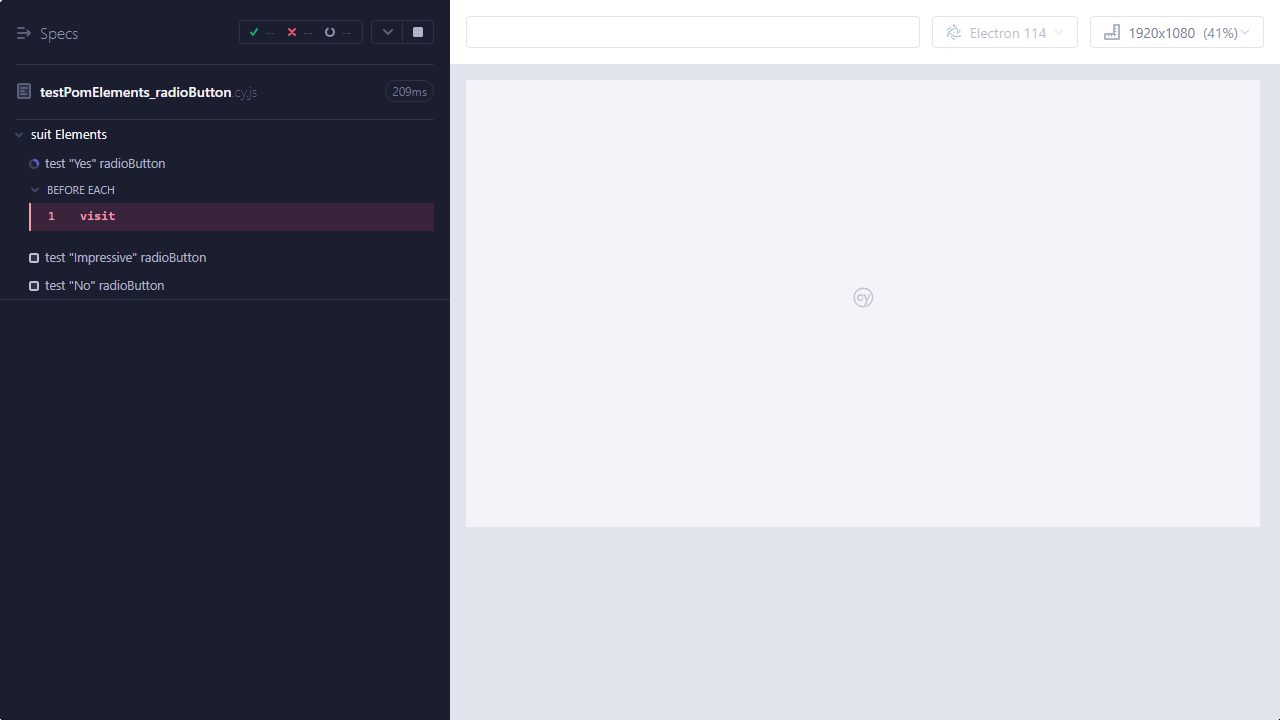 Specs -- -- --
testPomElements_radioButton.cy.js 209ms
suit Elements
test "Yes" radioButton
BEFORE EACH
1 visit
test "Impressive" radioButton
test "No" radioButton
Electron 114 1920x1080 (41%)
cy